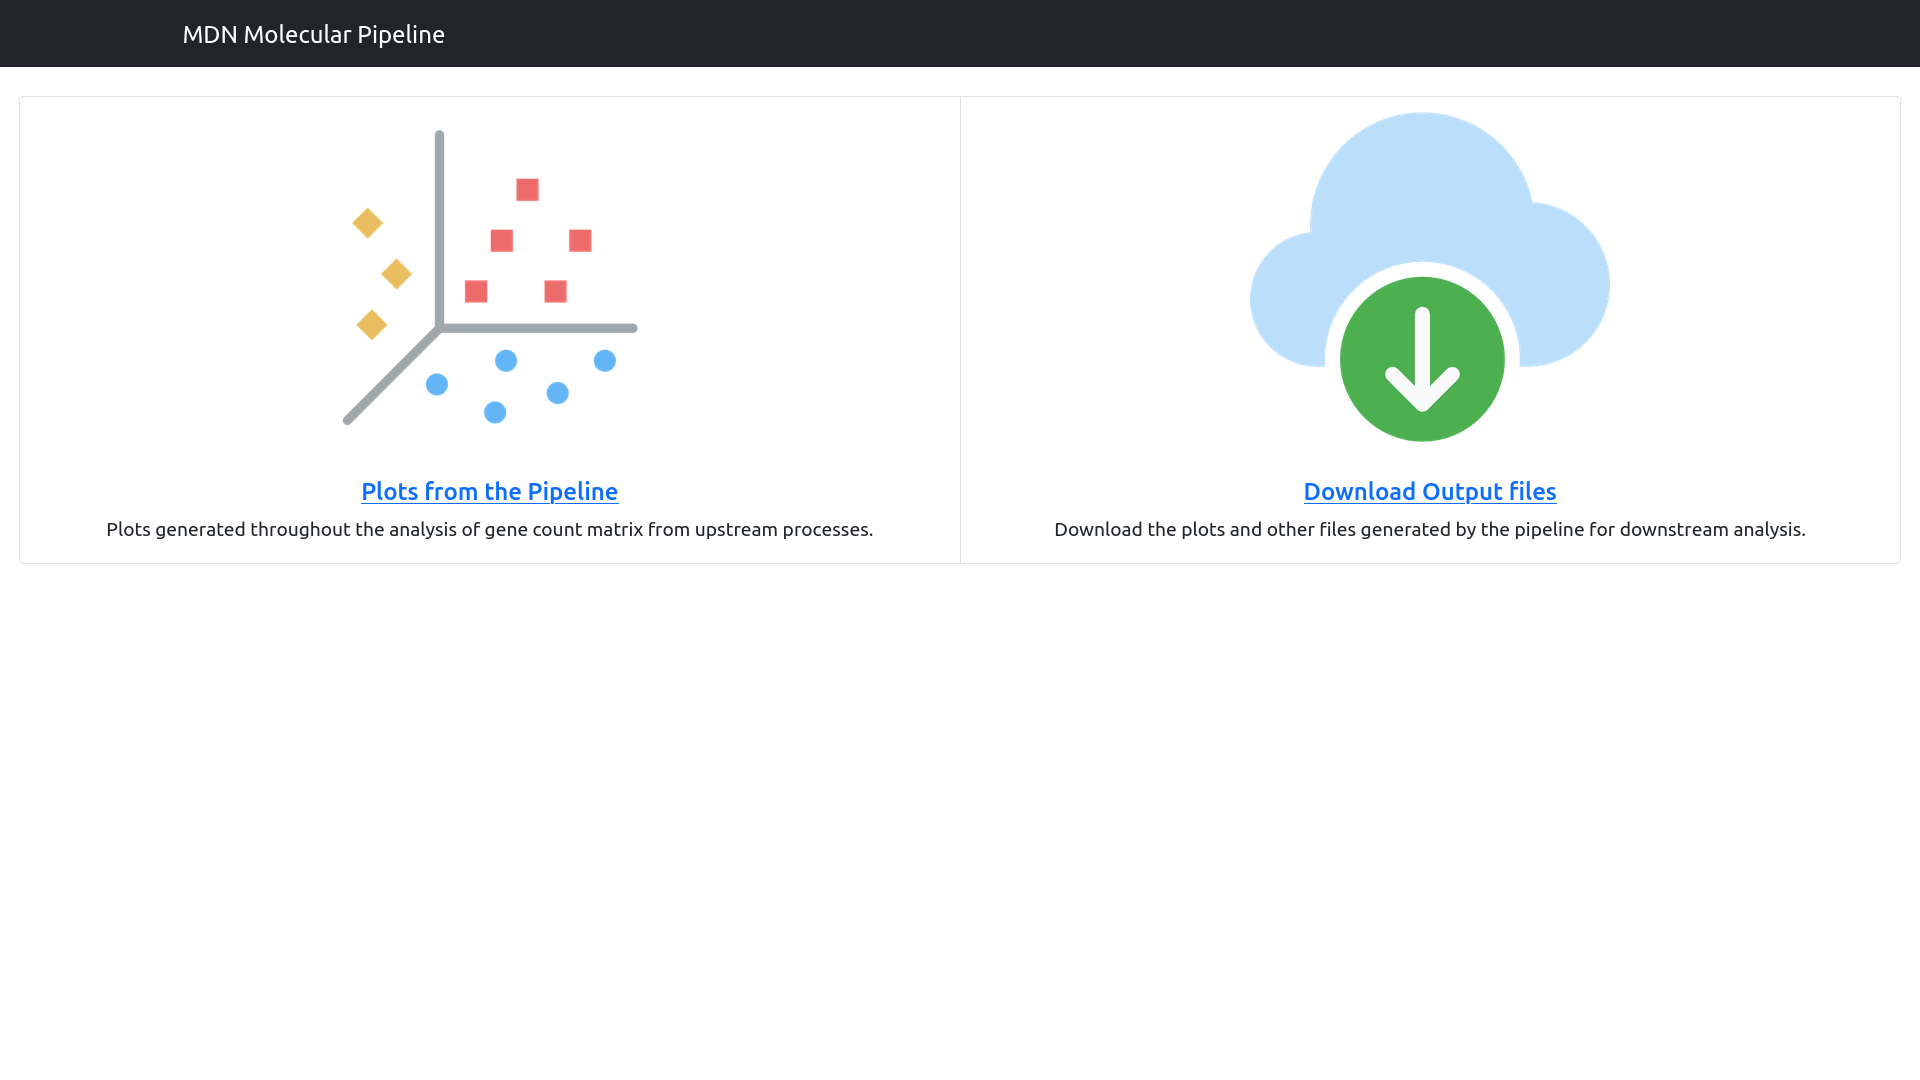 MDN Molecular Pipeline
Plots from the Pipeline
Plots generated throughout the analysis of gene count matrix from upstream processes.
Download Output files
Download the plots and other files generated by the pipeline for downstream analysis.